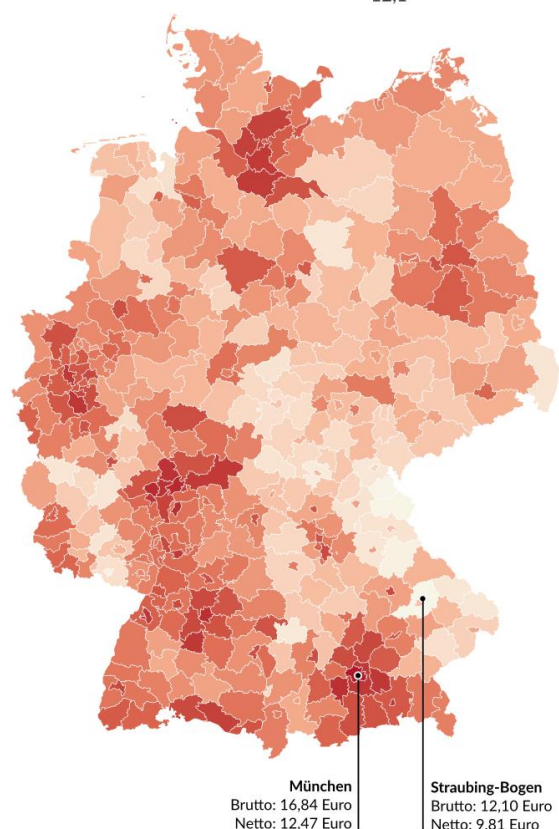 München
Brutto: 16,84 Euro
Netto: 12,47 Euro
Straubing-Bogen
Brutto: 12,10 Euro
Netto: 9,81 Euro